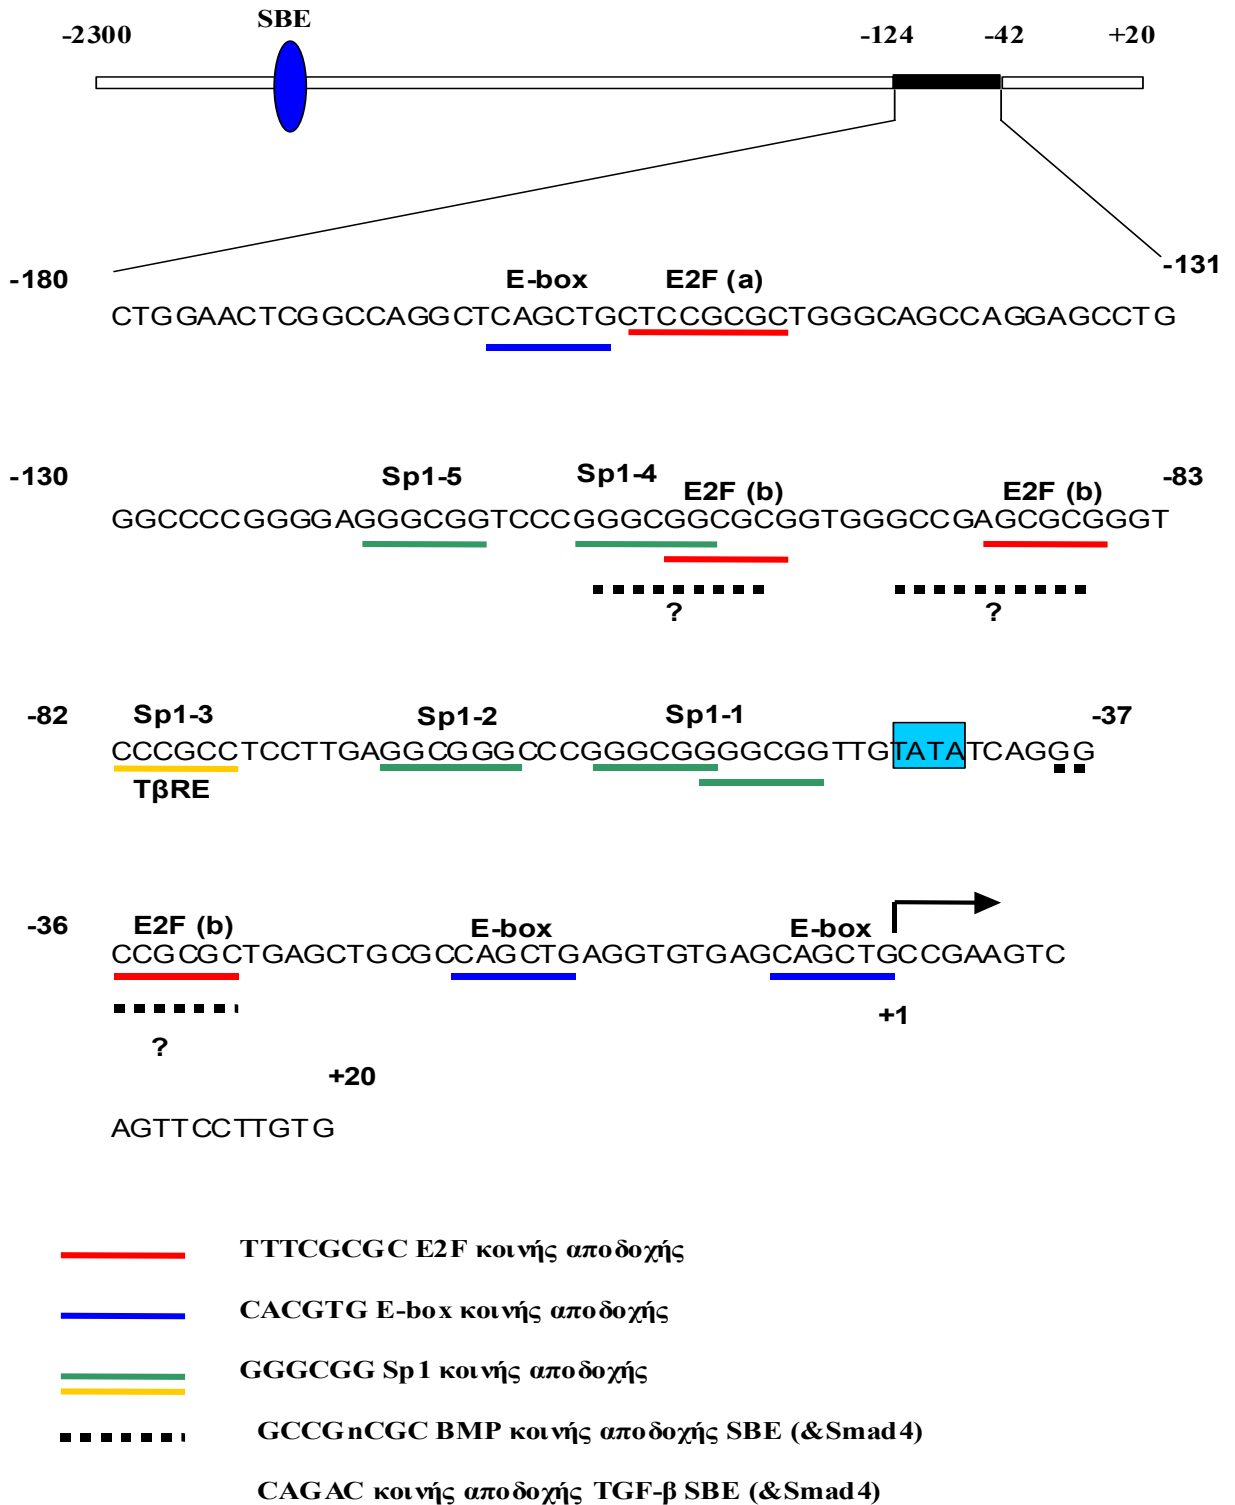 SBE
-2300 -124 -42 +20
-180 E-box E2F (a) -131
CTGGAACTCGGCCAGGCTCAGCTGCTCCGCGCTGGGCAGCCAGGAGCCTG
-130 Sp1-5 Sp1-4 E2F (b) E2F (b) -83
GGCCCCGGGGAGGGCGGTCCCGGGCGGCGCGGTGGGCCGAGCGCGGGT
? ?
-82 Sp1-3 Sp1-2 Sp1-1 -37
CCCGCCTCCTTGAGGCGGGCCCGGGCGGGGCGGTTGTATATCAGGG
TβRE
-36 E2F (b) E-box E-box
CCGCGCTGAGCTGCGCCAGCTGAGGTGTGAGCAGCTGCCGAAGTC
+1
?
+20
AGTTCCTTGTG
TTTCGCGC E2F κοινής αποδοχής
CACGTG E-box κοινής αποδοχής
GGGCGG Sp1 κοινής αποδοχής
GCCGnCGC BMP κοινής αποδοχής SBE (&Smad4)
CAGAC κοινής αποδοχής TGF-β SBE (&Smad4)